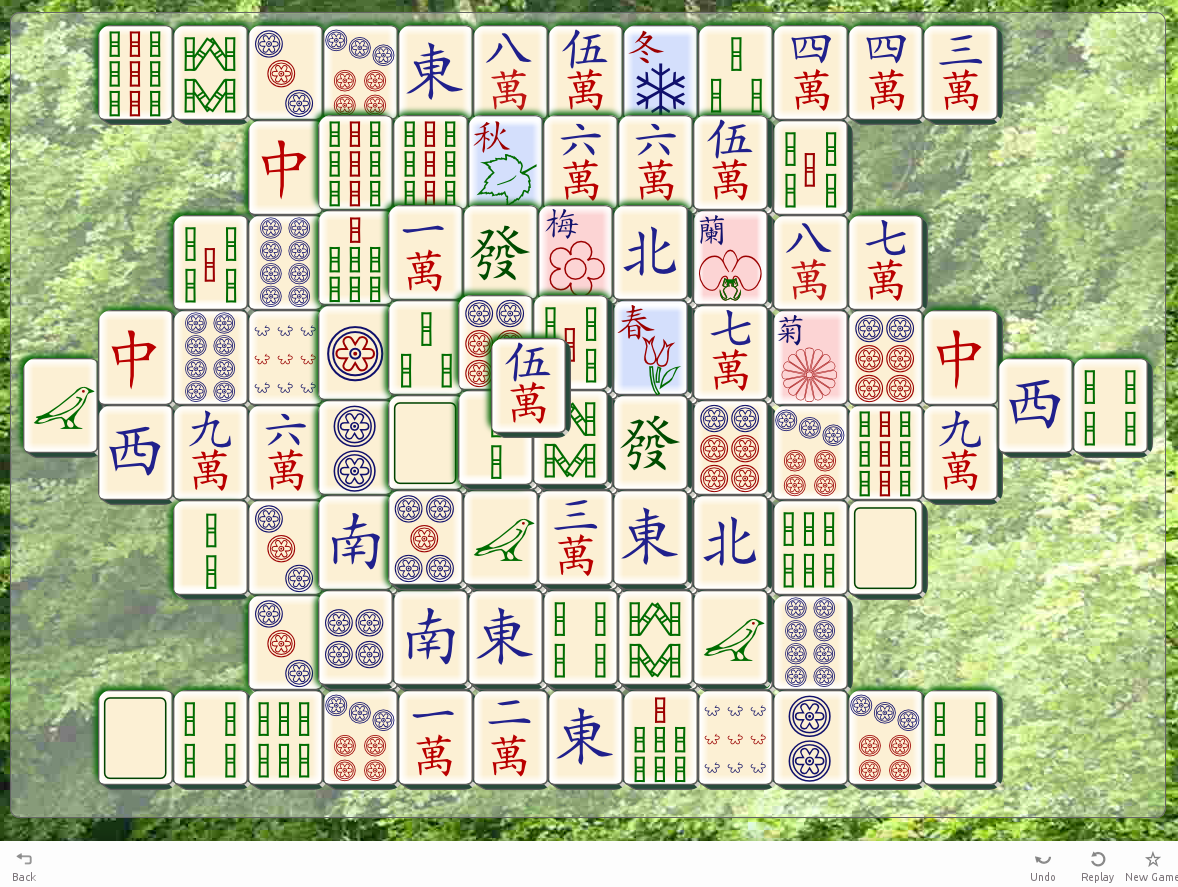 東 八萬 伍萬 冬 四萬 四萬 三萬
中 秋 六萬 六萬 伍萬
一萬 發 梅 北 蘭 八萬 七萬
中 春 七萬 菊 中
伍萬
西
西 九萬 六萬 發 九萬
南 三萬 東 北
南 東
一萬 二萬 東
Back
Undo
Replay
New Game